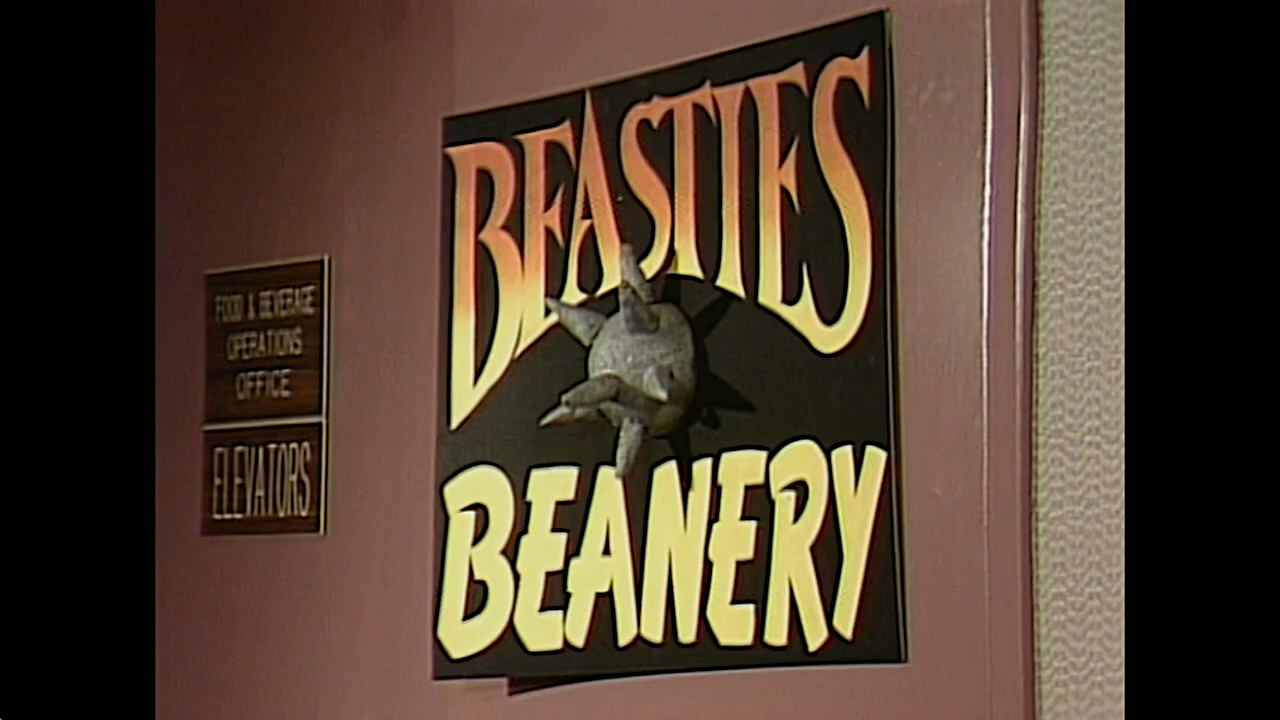 FOOD & BEVERAGE
OPERATIONS
OFFICE
ELEVATORS
BEASTIES
BEANERY